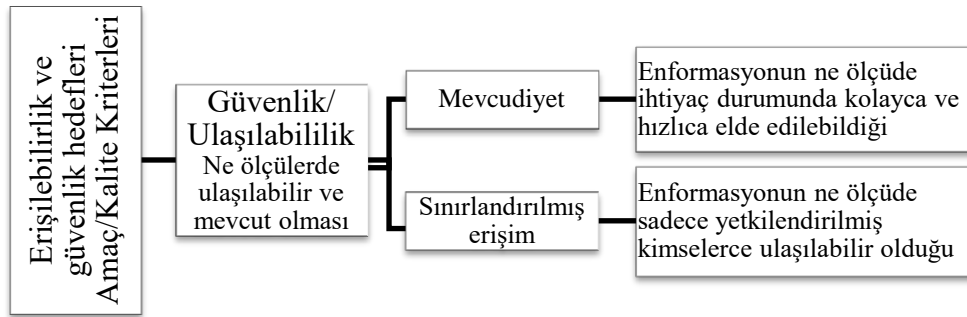 Erişilebilirlik ve
güvenlik hedefleri
Amaç/Kalite Kriterleri
Güvenlik/
Ulaşılabililik
Ne ölçülerde
ulaşılabilir ve
mevcut olması
Mevcudiyet
Enformasyonun ne ölçüde
ihtiyaç durumunda kolayca ve
hızlıca elde edilebildiği
Sınırlandırılmış
erişim
Enformasyonun ne ölçüde
sadece yetkilendirilmiş
kimselerce ulaşılabilir olduğu